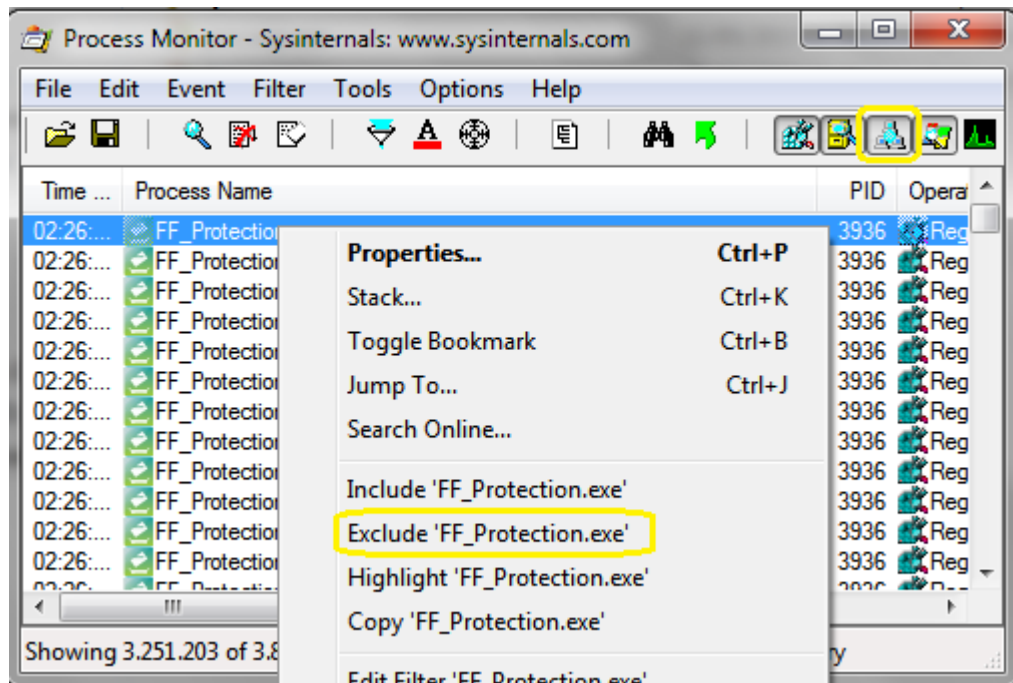 Process Monitor - Sysinternals: www.sysinternals.com
File Edit Event Filter Tools Options Help
Time ... Process Name PID Opera
02:26:... FF_Protection 3936 Reg
02:26:... FF_Protection 3936 Reg
02:26:... FF_Protection 3936 Reg
02:26:... FF_Protection 3936 Reg
02:26:... FF_Protection 3936 Reg
02:26:... FF_Protection 3936 Reg
02:26:... FF_Protection 3936 Reg
02:26:... FF_Protection 3936 Reg
02:26:... FF_Protection 3936 Reg
02:26:... FF_Protection 3936 Reg
02:26:... FF_Protection 3936 Reg
02:26:... FF_Protection 3936 Reg
Properties... Ctrl+P
Stack... Ctrl+K
Toggle Bookmark Ctrl+B
Jump To... Ctrl+J
Search Online...
Include 'FF_Protection.exe'
Exclude 'FF_Protection.exe'
Highlight 'FF_Protection.exe'
Copy 'FF_Protection.exe'
Edit Filter 'FF_Protection.exe'
Showing 3.251.203 of 3.8